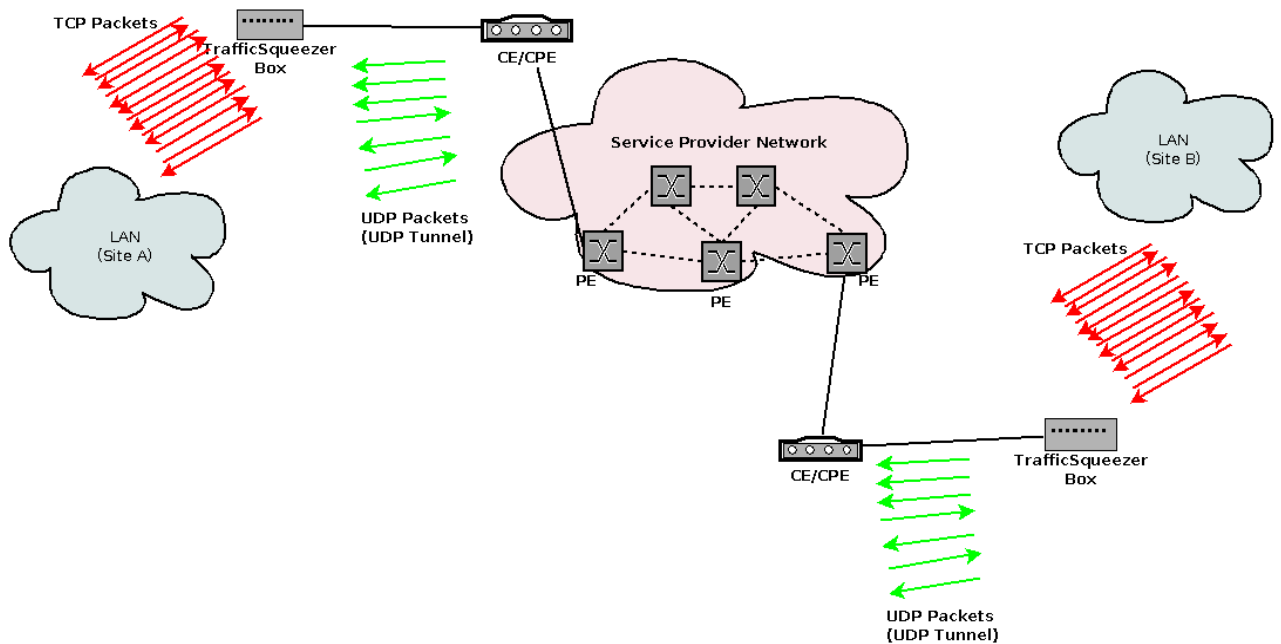 TCP Packets
TrafficSqueezer
Box
CE/CPE
UDP Packets
(UDP Tunnel)
LAN
(Site A)
Service Provider Network
PE
PE
PE
LAN
(Site B)
TCP Packets
CE/CPE
TrafficSqueezer
Box
UDP Packets
(UDP Tunnel)